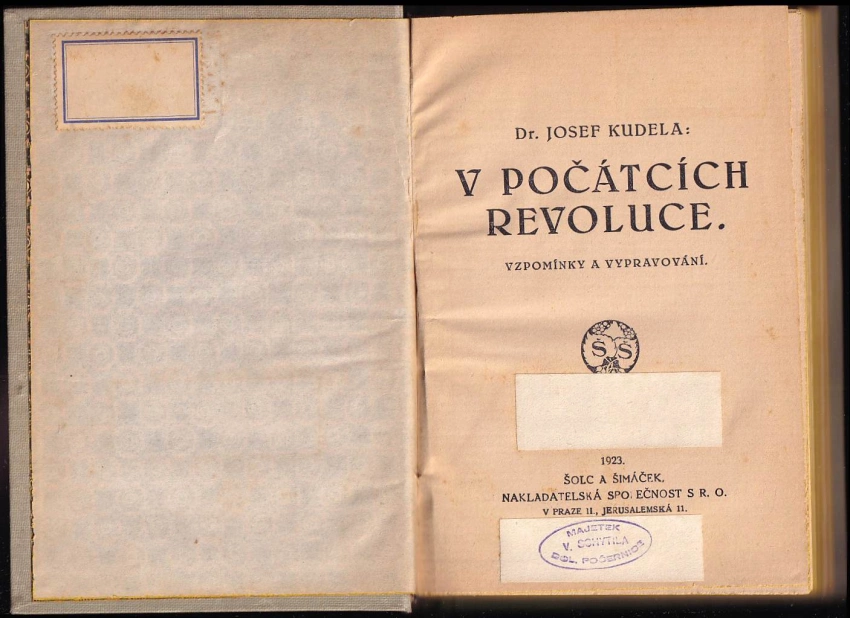 Dr. JOSEF KUDELA:
V POČÁTCÍCH
REVOLUCE.
VZPOMÍNKY A VYPRAVOVÁNÍ.
Š Š
1923.
ŠOLC A ŠIMÁČEK,
NAKLADATELSKÁ SPOLEČNOST S R. O.
V PRAZE II., JERUSALEMSKÁ 11.
MAJETEK
V. SCHYTILA
DOL. POČERNICE